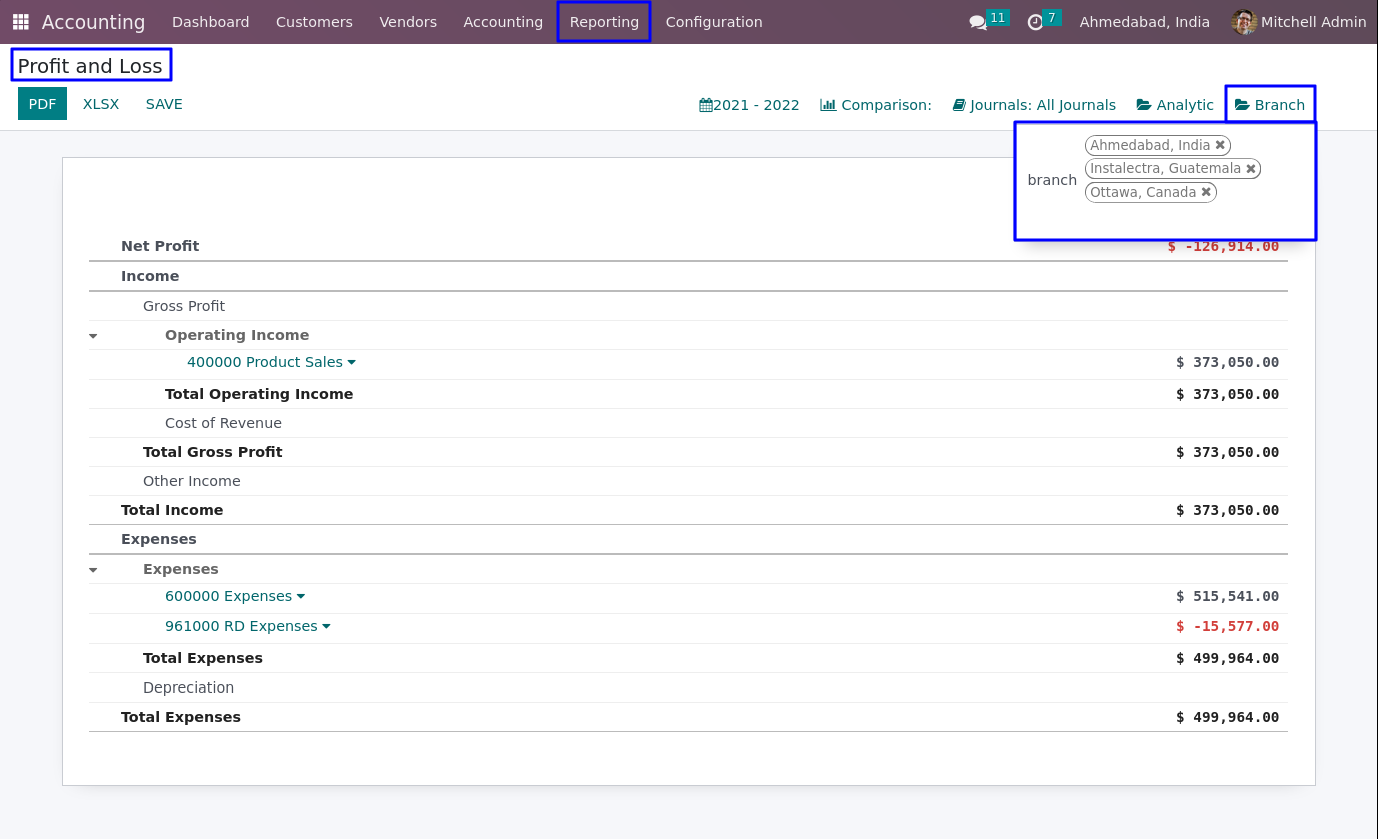 Accounting Dashboard Customers Vendors Accounting Reporting Configuration 11 7 Ahmedabad, India Mitchell Admin
Profit and Loss
PDF XLSX SAVE 2021 - 2022 Comparison: Journals: All Journals Analytic Branch
Ahmedabad, India ✖
Instalectra, Guatemala ✖
branch
Ottawa, Canada ✖
Net Profit $ -126,914.00
Income
Gross Profit
Operating Income
400000 Product Sales $ 373,050.00
Total Operating Income $ 373,050.00
Cost of Revenue
Total Gross Profit $ 373,050.00
Other Income
Total Income $ 373,050.00
Expenses
Expenses
600000 Expenses $ 515,541.00
961000 RD Expenses $ -15,577.00
Total Expenses $ 499,964.00
Depreciation
Total Expenses $ 499,964.00